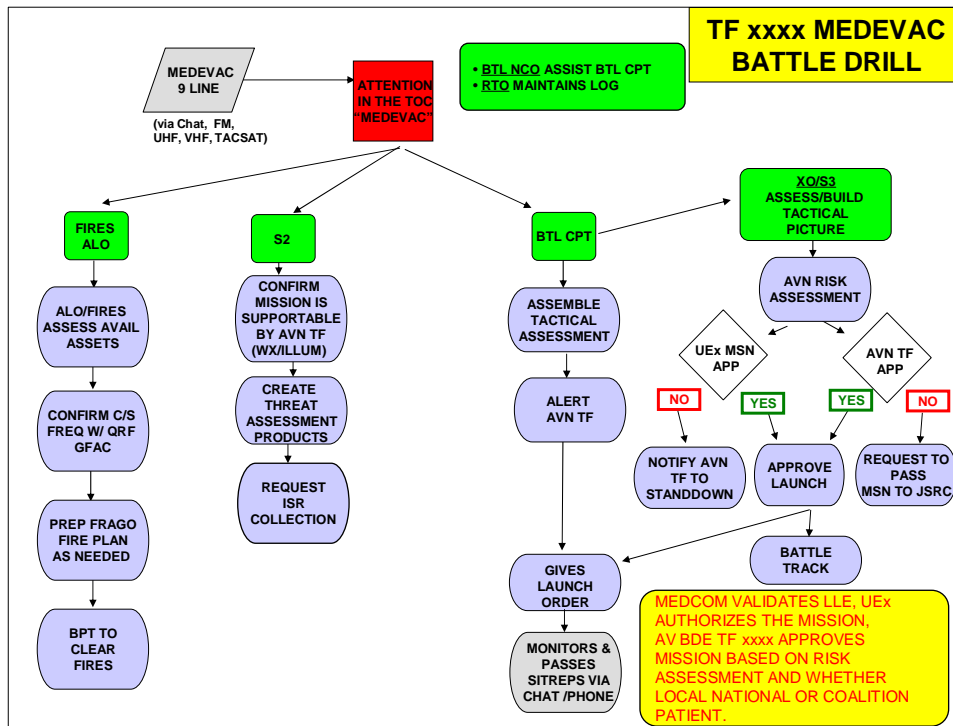 TF xxxx MEDEVAC
BATTLE DRILL
MEDEVAC
9 LINE
(via Chat, FM,
UHF, VHF, TACSAT)
ATTENTION
IN THE TOC
“MEDEVAC”
• BTL NCO ASSIST BTL CPT
• RTO MAINTAINS LOG
FIRES
ALO
ALO/FIRES
ASSESS AVAIL
ASSETS
CONFIRM C/S
FREQ W/ QRF
GFAC
PREP FRAGO
FIRE PLAN
AS NEEDED
BPT TO
CLEAR
FIRES
S2
CONFIRM
MISSION IS
SUPPORTABLE
BY AVN TF
(WX/ILLUM)
CREATE
THREAT
ASSESSMENT
PRODUCTS
REQUEST
ISR
COLLECTION
BTL CPT
ASSEMBLE
TACTICAL
ASSESSMENT
ALERT
AVN TF
GIVES
LAUNCH
ORDER
MONITORS &
PASSES
SITREPS VIA
CHAT /PHONE
XO/S3
ASSESS/BUILD
TACTICAL
PICTURE
AVN RISK
ASSESSMENT
UEx MSN
APP
AVN TF
APP
NO
YES
YES
NO
NOTIFY AVN
TF TO
STANDDOWN
APPROVE
LAUNCH
REQUEST TO
PASS
MSN TO JSRC
BATTLE
TRACK
MEDCOM VALIDATES LLE, UEx
AUTHORIZES THE MISSION,
AV BDE TF xxxx APPROVES
MISSION BASED ON RISK
ASSESSMENT AND WHETHER
LOCAL NATIONAL OR COALITION
PATIENT.